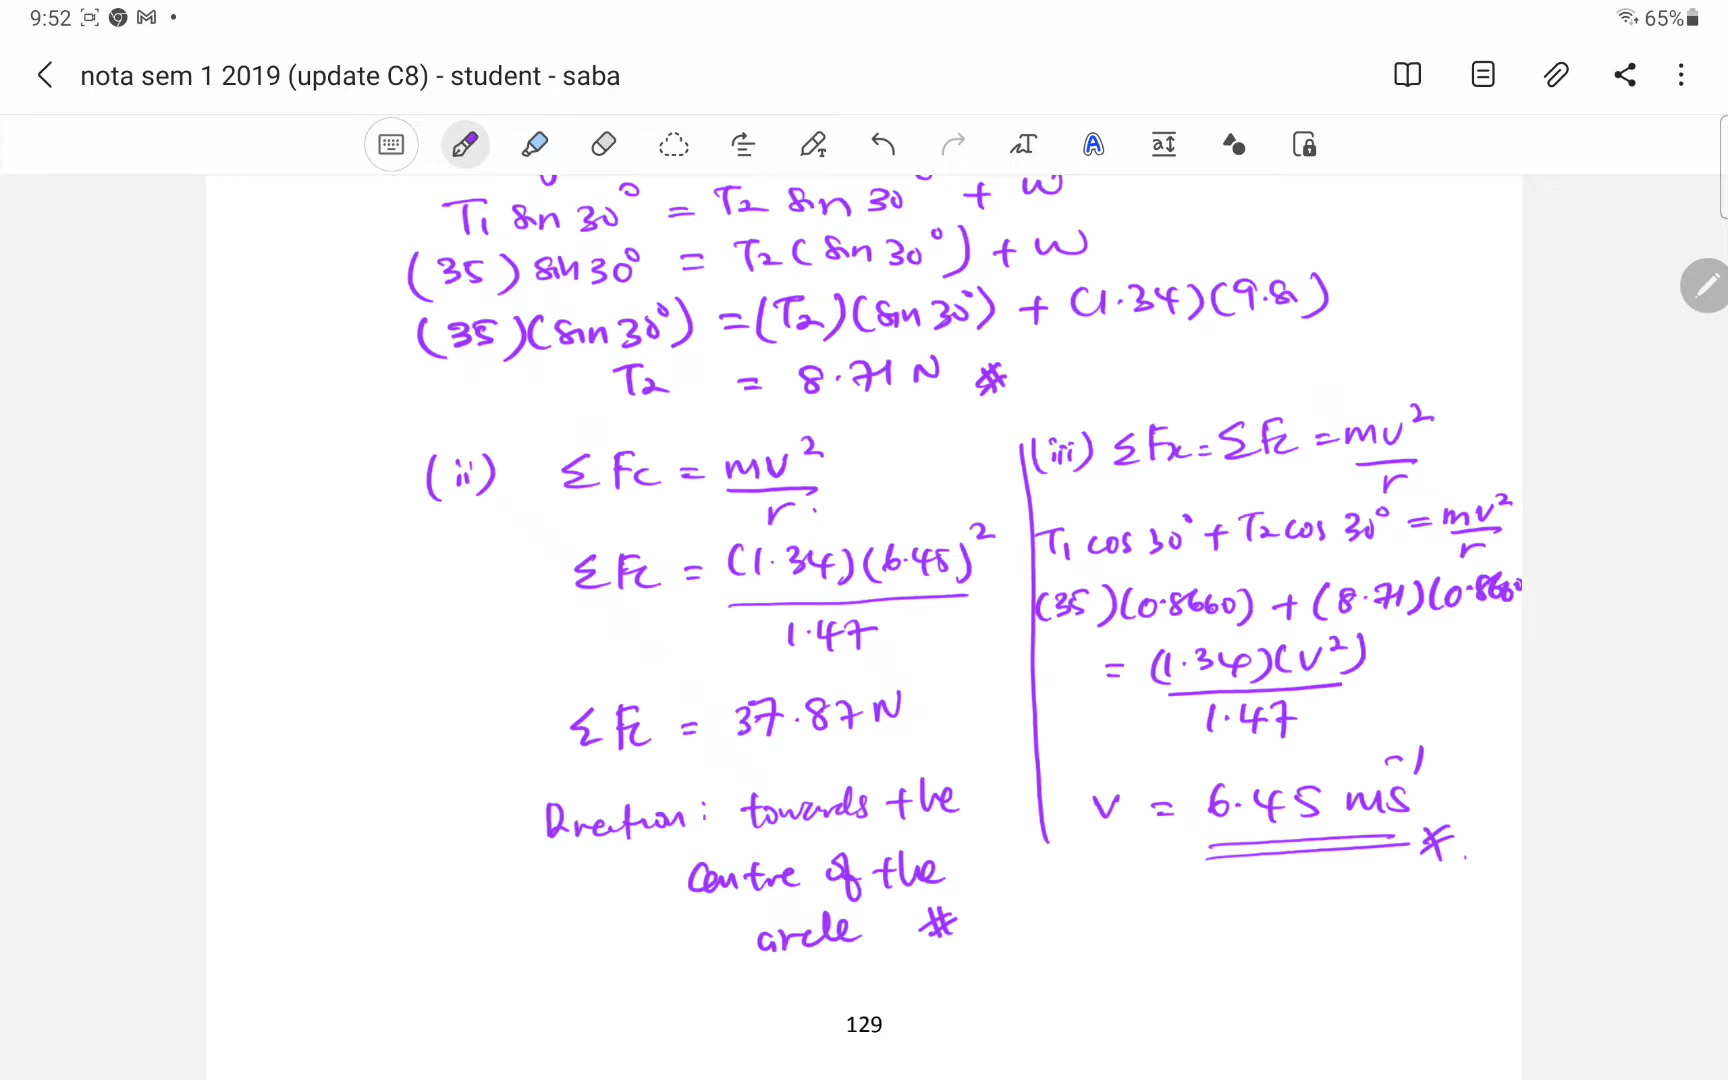 9:52
65%
nota sem 1 2019 (update C8) - student - saba
T₁ sin 30° = T₂ sin 30° + W
(35) sin 30° = T₂ (sin 30°) + W
(35)(sin 30°) = (T₂)(sin 30°) + (1.34)(9.81)
T₂ = 8.71 N #
(ii) ΣFc = mv²/r
ΣFc = (1.34)(6.45)²/1.47
ΣFc = 37.87 N
Direction: towards the
centre of the
circle #
(iii) ΣFx = ΣFc = mv²/r
T₁ cos 30° + T₂ cos 30° = mv²/r
(35)(0.8660) + (8.71)(0.8660
= (1.34)(v²)/1.47
v = 6.45 ms⁻¹ *
129